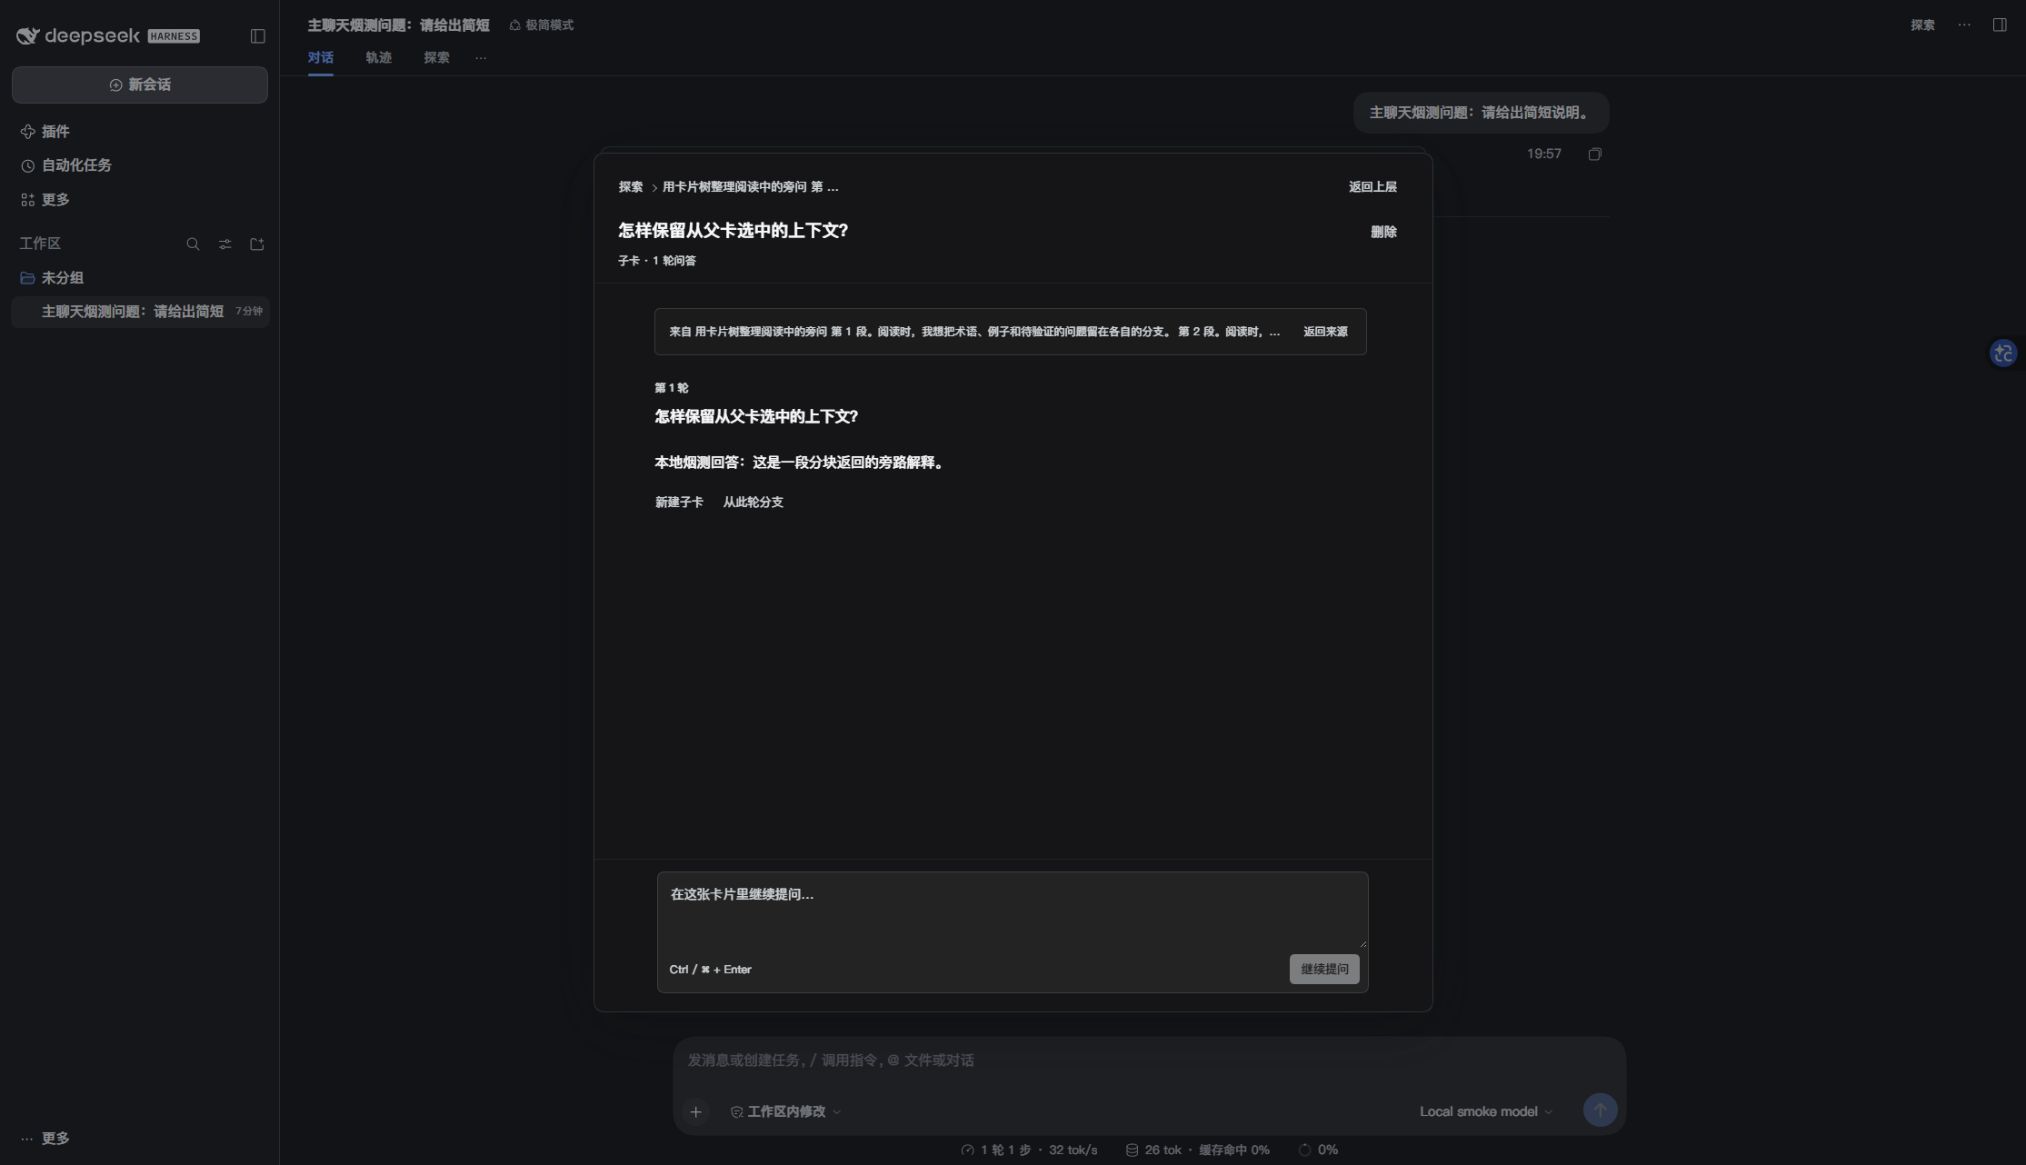 deepseek HARNESS
新会话
插件
自动化任务
更多
工作区
未分组
主聊天烟测问题：请给出简短 7分钟
更多
主聊天烟测问题：请给出简短 极简模式
探索 ···
对话 轨迹 探索 ···
主聊天烟测问题：请给出简短说明。
19:57
探索 > 用卡片树整理阅读中的旁问 第 ...
返回上层
怎样保留从父卡选中的上下文?
删除
子卡 · 1 轮问答
来自 用卡片树整理阅读中的旁问 第 1 段。阅读时，我想把术语、例子和待验证的问题留在各自的分支。 第 2 段。阅读时， ...
返回来源
第 1 轮
怎样保留从父卡选中的上下文?
本地烟测回答：这是一段分块返回的旁路解释。
新建子卡 从此轮分支
在这张卡片里继续提问...
Ctrl / ⌘ + Enter
继续提问
发消息或创建任务, / 调用指令, @ 文件或对话
工作区内修改
Local smoke model
1 轮 1 步 · 32 tok/s 26 tok · 缓存命中 0% 0%